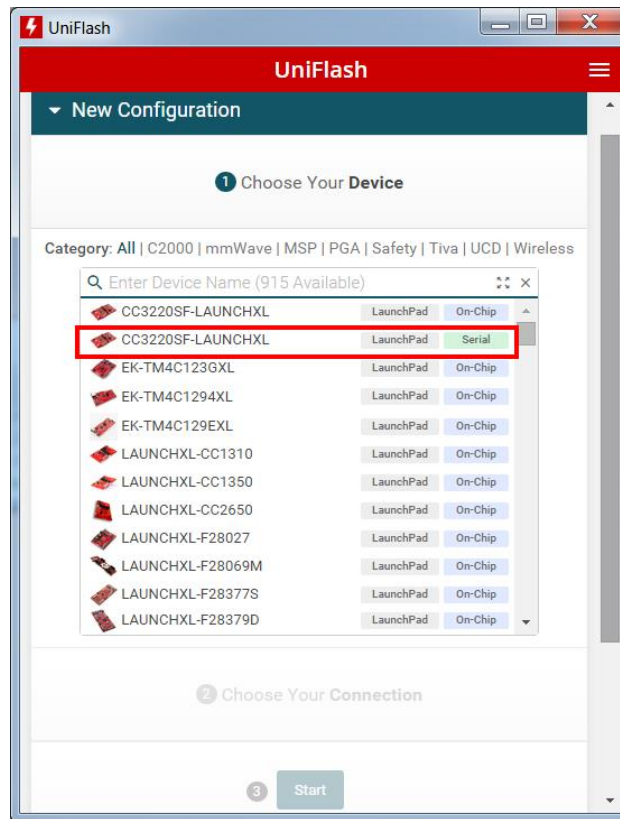 UniFlash
UniFlash
New Configuration
1 Choose Your Device
Category: All | C2000 | mmWave | MSP | PGA | Safety | Tiva | UCD | Wireless
Enter Device Name (915 Available)
CC3220SF-LAUNCHXL LaunchPad On-Chip
CC3220SF-LAUNCHXL LaunchPad Serial
EK-TM4C123GXL LaunchPad On-Chip
EK-TM4C1294XL LaunchPad On-Chip
EK-TM4C129EXL LaunchPad On-Chip
LAUNCHXL-CC1310 LaunchPad On-Chip
LAUNCHXL-CC1350 LaunchPad On-Chip
LAUNCHXL-CC2650 LaunchPad On-Chip
LAUNCHXL-F28027 LaunchPad On-Chip
LAUNCHXL-F28069M LaunchPad On-Chip
LAUNCHXL-F28377S LaunchPad On-Chip
LAUNCHXL-F28379D LaunchPad On-Chip
2 Choose Your Connection
3 Start